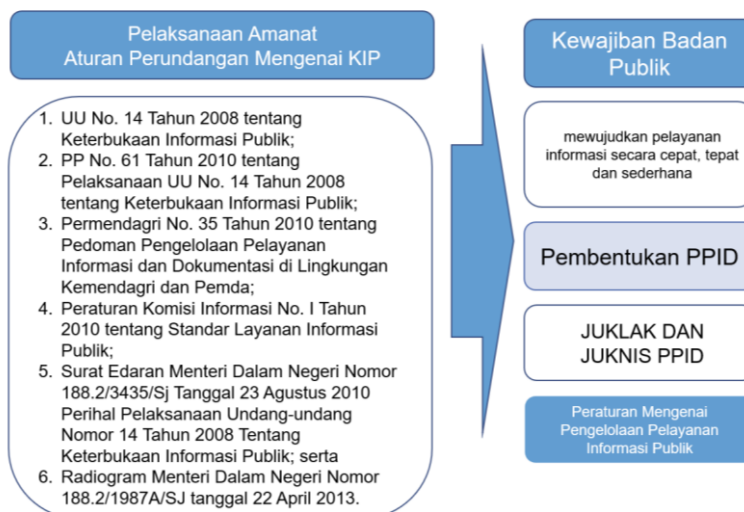 Pelaksanaan Amanat
Aturan Perundangan Mengenai KIP
1. UU No. 14 Tahun 2008 tentang
Keterbukaan Informasi Publik;
2. PP No. 61 Tahun 2010 tentang
Pelaksanaan UU No. 14 Tahun 2008
tentang Keterbukaan Informasi Publik;
3. Permendagri No. 35 Tahun 2010 tentang
Pedoman Pengelolaan Pelayanan
Informasi dan Dokumentasi di Lingkungan
Kemendagri dan Pemda;
4. Peraturan Komisi Informasi No. I Tahun
2010 tentang Standar Layanan Informasi
Publik;
5. Surat Edaran Menteri Dalam Negeri Nomor
188.2/3435/Sj Tanggal 23 Agustus 2010
Perihal Pelaksanaan Undang-undang
Nomor 14 Tahun 2008 Tentang
Keterbukaan Informasi Publik; serta
6. Radiogram Menteri Dalam Negeri Nomor
188.2/1987A/SJ tanggal 22 April 2013.
Kewajiban Badan
Publik
mewujudkan pelayanan
informasi secara cepat, tepat
dan sederhana
Pembentukan PPID
JUKLAK DAN
JUKNIS PPID
Peraturan Mengenai
Pengelolaan Pelayanan
Informasi Publik